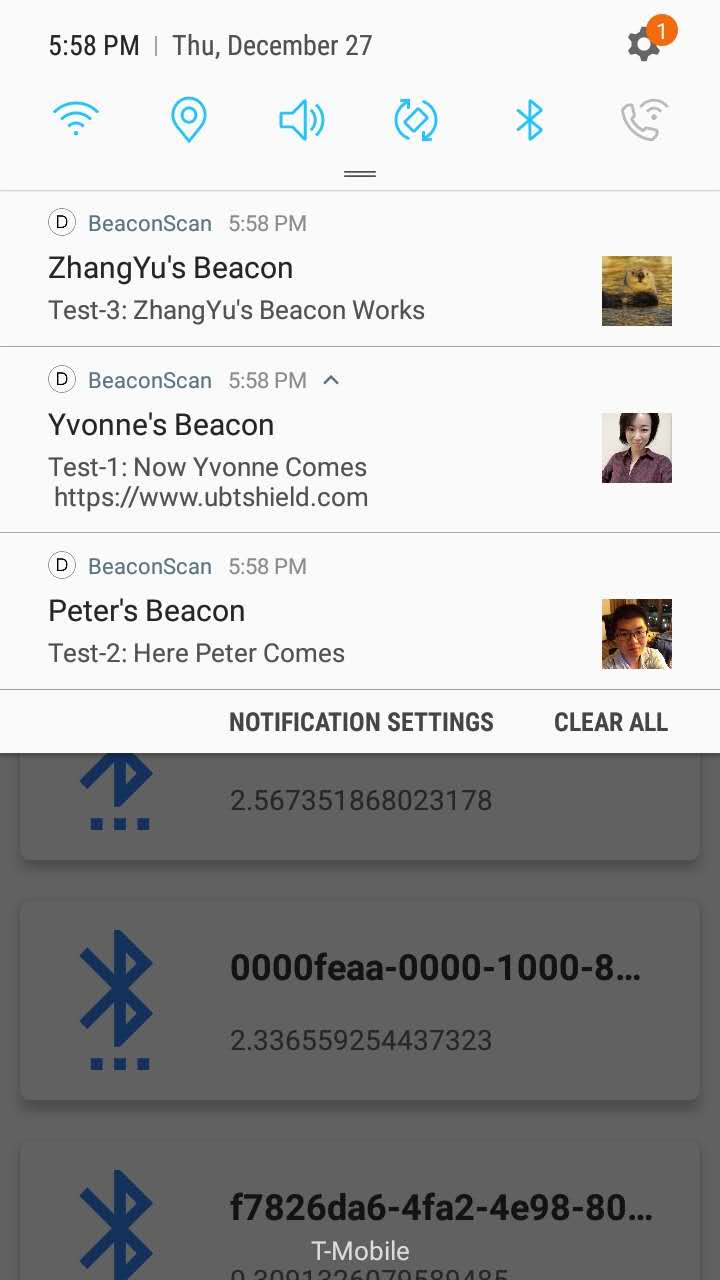 5:58 PM | Thu, December 27
1
D BeaconScan 5:58 PM
ZhangYu's Beacon
Test-3: ZhangYu's Beacon Works
D BeaconScan 5:58 PM
Yvonne's Beacon
Test-1: Now Yvonne Comes
https://www.ubtshield.com
D BeaconScan 5:58 PM
Peter's Beacon
Test-2: Here Peter Comes
NOTIFICATION SETTINGS CLEAR ALL
2.567351868023178
0000feaa-0000-1000-8...
2.336559254437323
f7826da6-4fa2-4e98-80...
T-Mobile